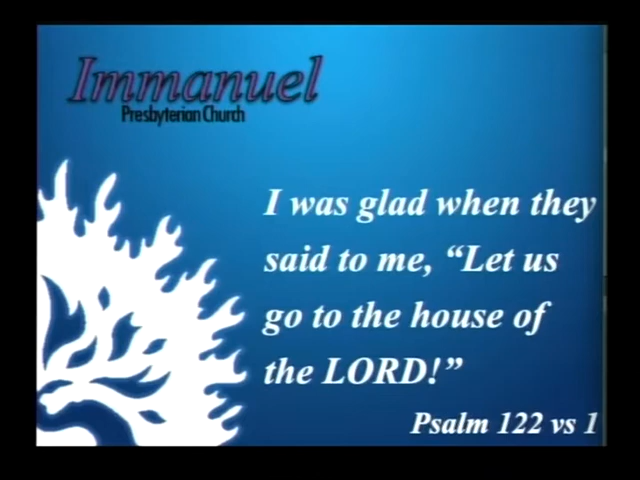 Immanuel
Presbyterian Church
I was glad when they
said to me, “Let us
go to the house of
the LORD!”
Psalm 122 vs 1